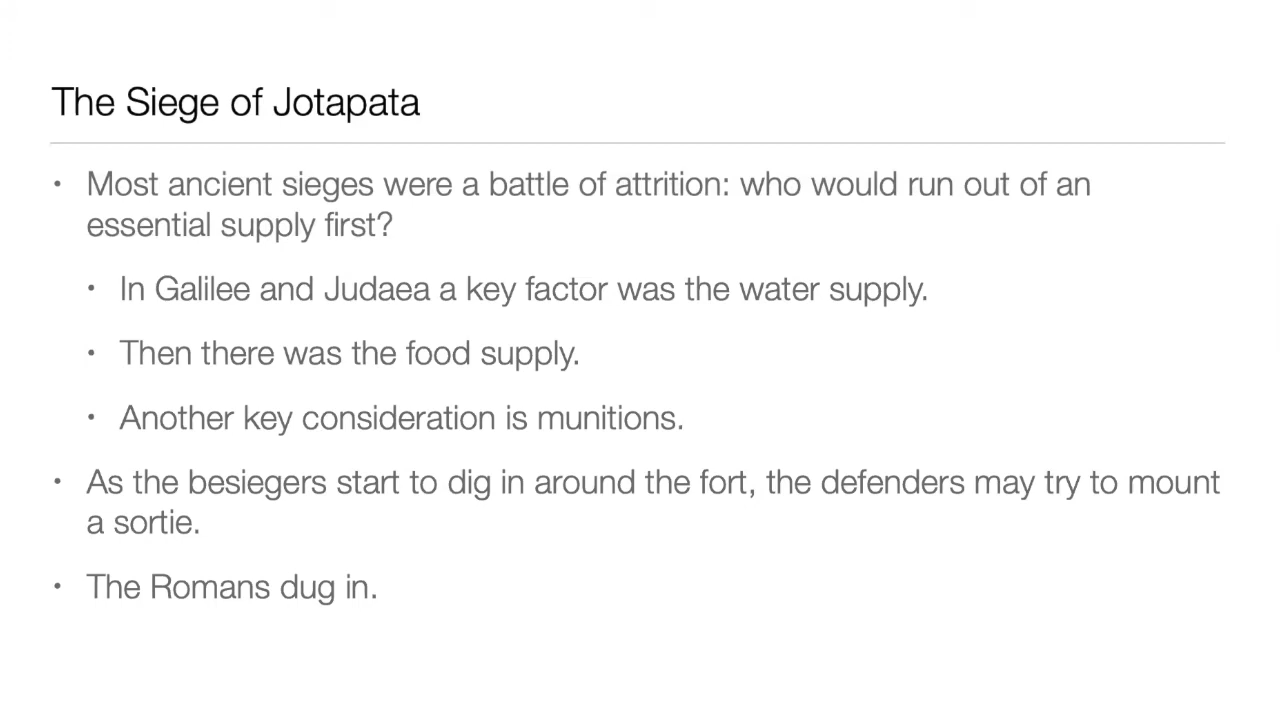 The Siege of Jotapata
• Most ancient sieges were a battle of attrition: who would run out of an
essential supply first?
• In Galilee and Judaea a key factor was the water supply.
• Then there was the food supply.
• Another key consideration is munitions.
• As the besiegers start to dig in around the fort, the defenders may try to mount
a sortie.
• The Romans dug in.